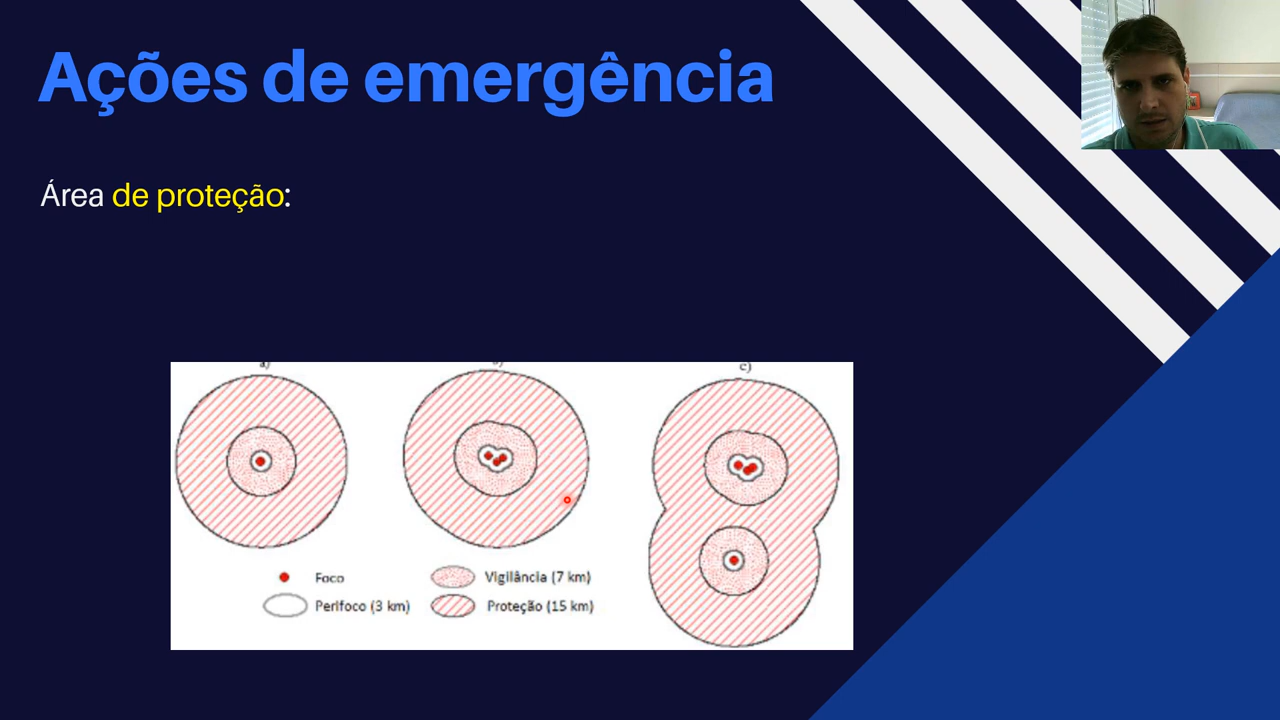 Ações de emergência
Área de proteção:
a)
c)
Foco
Perifoco (3 km)
Vigilância (7 km)
Proteção (15 km)